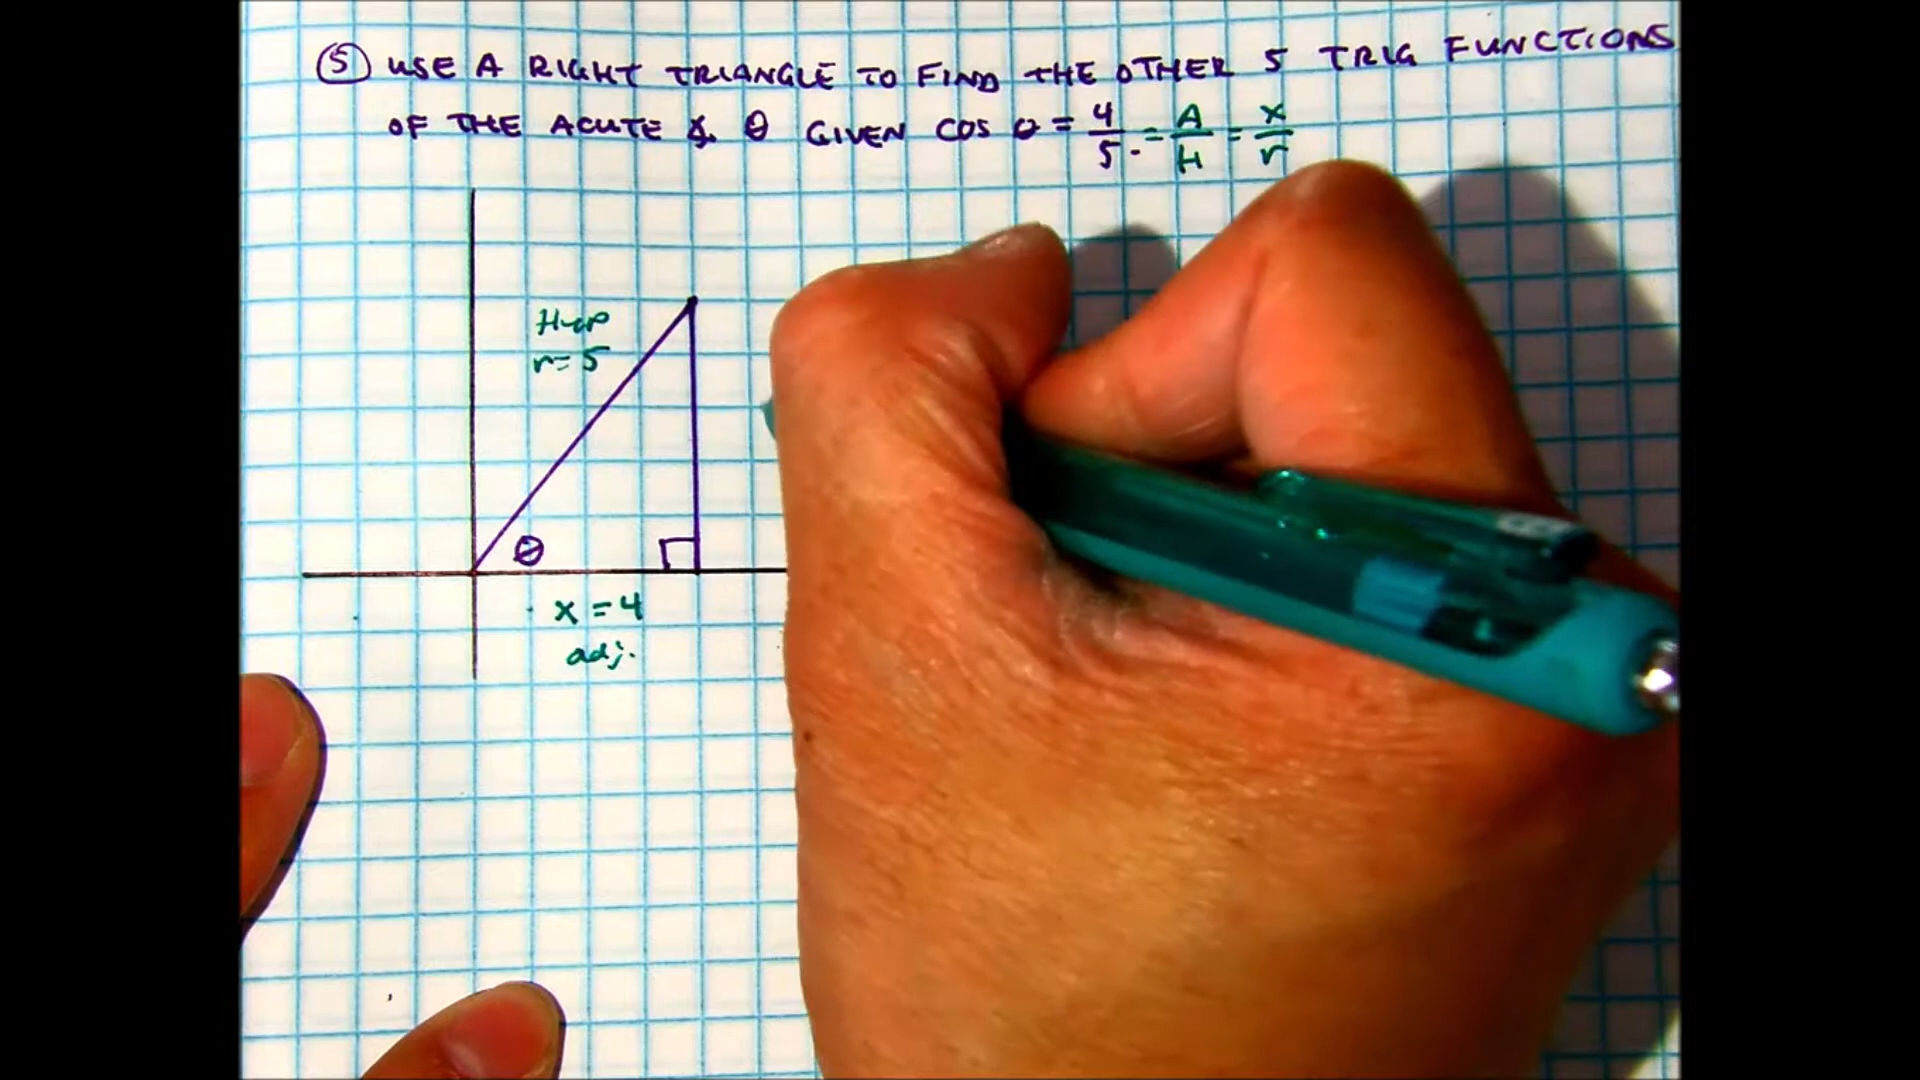 ⑤ USE A RIGHT TRIANGLE TO FIND THE OTHER 5 TRIG FUNCTIONS
OF THE ACUTE ∡ θ GIVEN COS θ = 4/5 = A/H = x/r
Hyp
r = 5
θ
x = 4
adj.